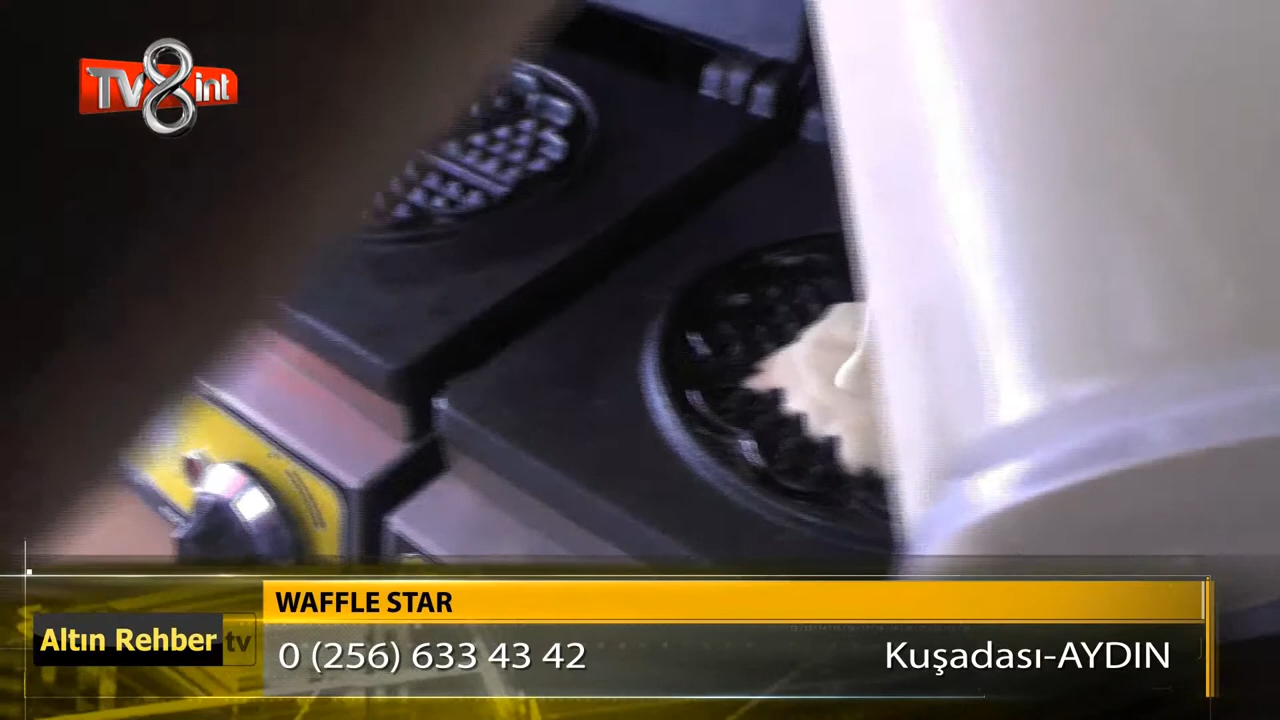 TV8int
WAFFLE STAR
Altın Rehber tv
0 (256) 633 43 42
Kuşadası-AYDIN